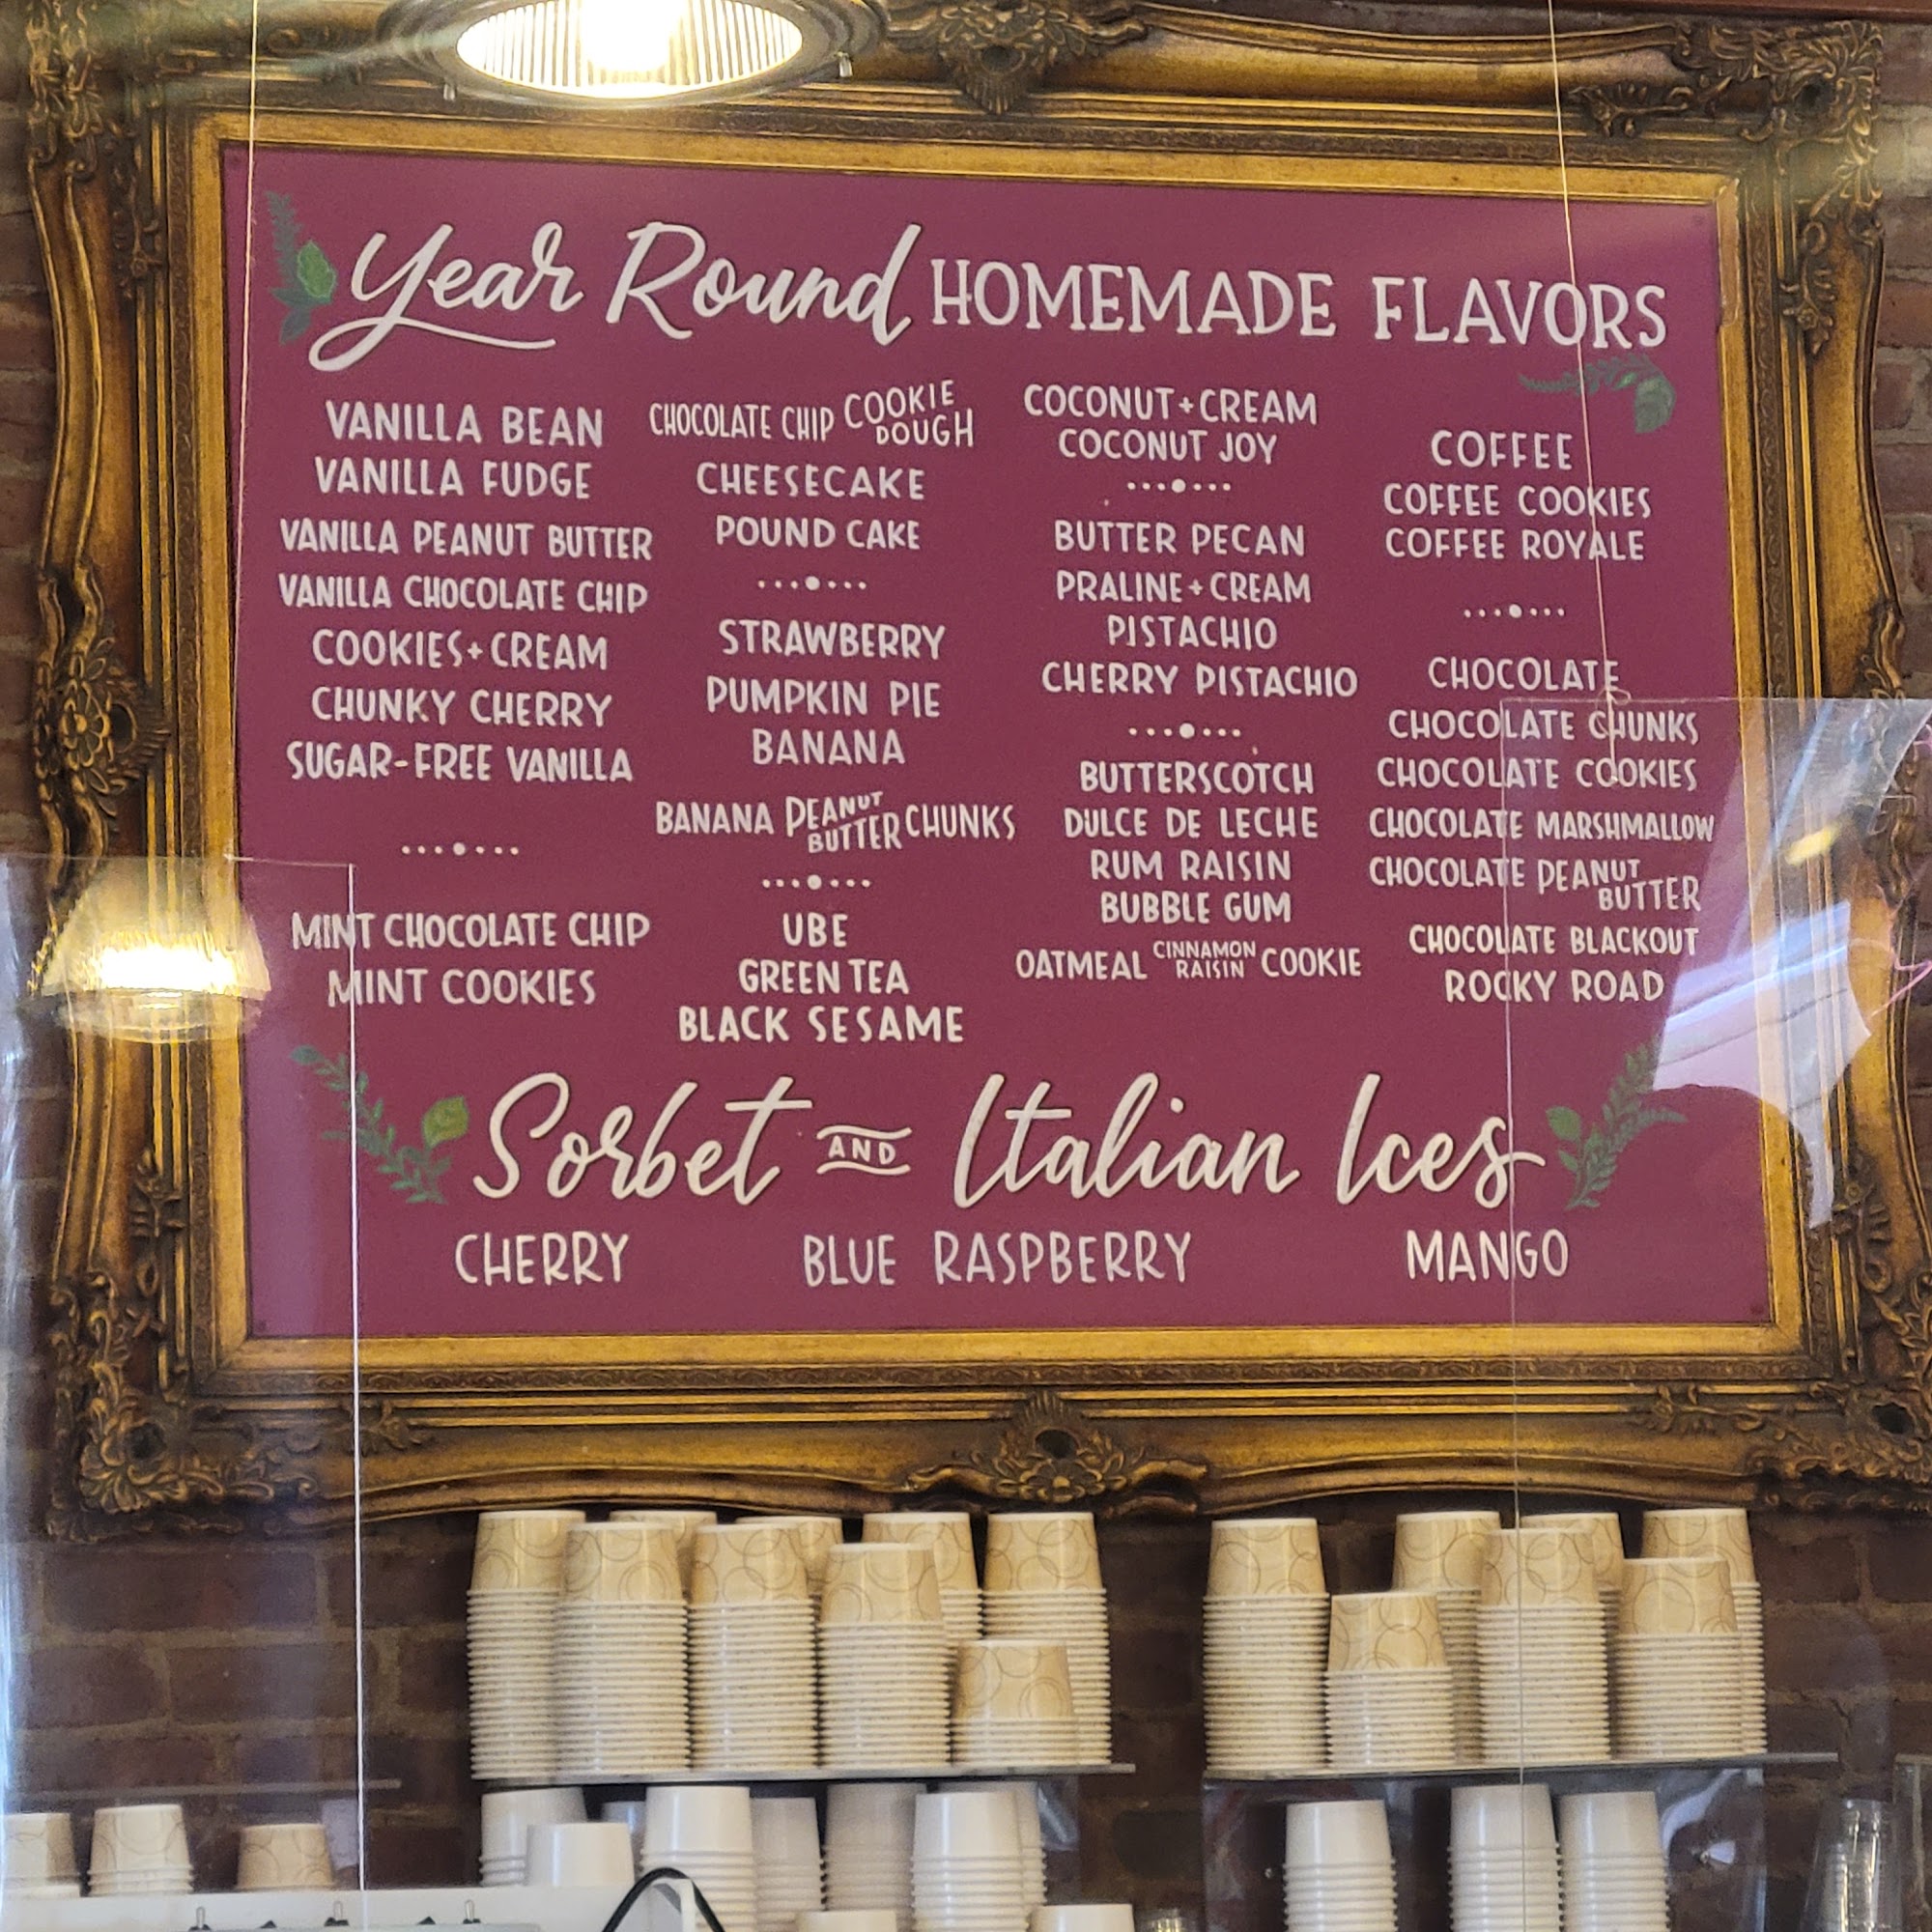 Year Round HOMEMADE FLAVORS
VANILLA BEAN
VANILLA FUDGE
VANILLA PEANUT BUTTER
VANILLA CHOCOLATE CHIP
COOKIES+CREAM
CHUNKY CHERRY
SUGAR-FREE VANILLA
MINT CHOCOLATE CHIP
MINT COOKIES
CHOCOLATE CHIP COOKIE DOUGH
CHEESECAKE
POUND CAKE
STRAWBERRY
PUMPKIN PIE
BANANA
BANANA PEANUT BUTTER CHUNKS
UBE
GREEN TEA
BLACK SESAME
COCONUT+CREAM
COCONUT JOY
BUTTER PECAN
PRALINE+CREAM
PISTACHIO
CHERRY PISTACHIO
BUTTERSCOTCH
DULCE DE LECHE
RUM RAISIN
BUBBLE GUM
OATMEAL CINNAMON RAISIN COOKIE
COFFEE
COFFEE COOKIES
COFFEE ROYALE
CHOCOLATE
CHOCOLATE CHUNKS
CHOCOLATE COOKIES
CHOCOLATE MARSHMALLOW
CHOCOLATE PEANUT BUTTER
CHOCOLATE BLACKOUT
ROCKY ROAD
Sorbet AND Italian Ices
CHERRY BLUE RASPBERRY MANGO